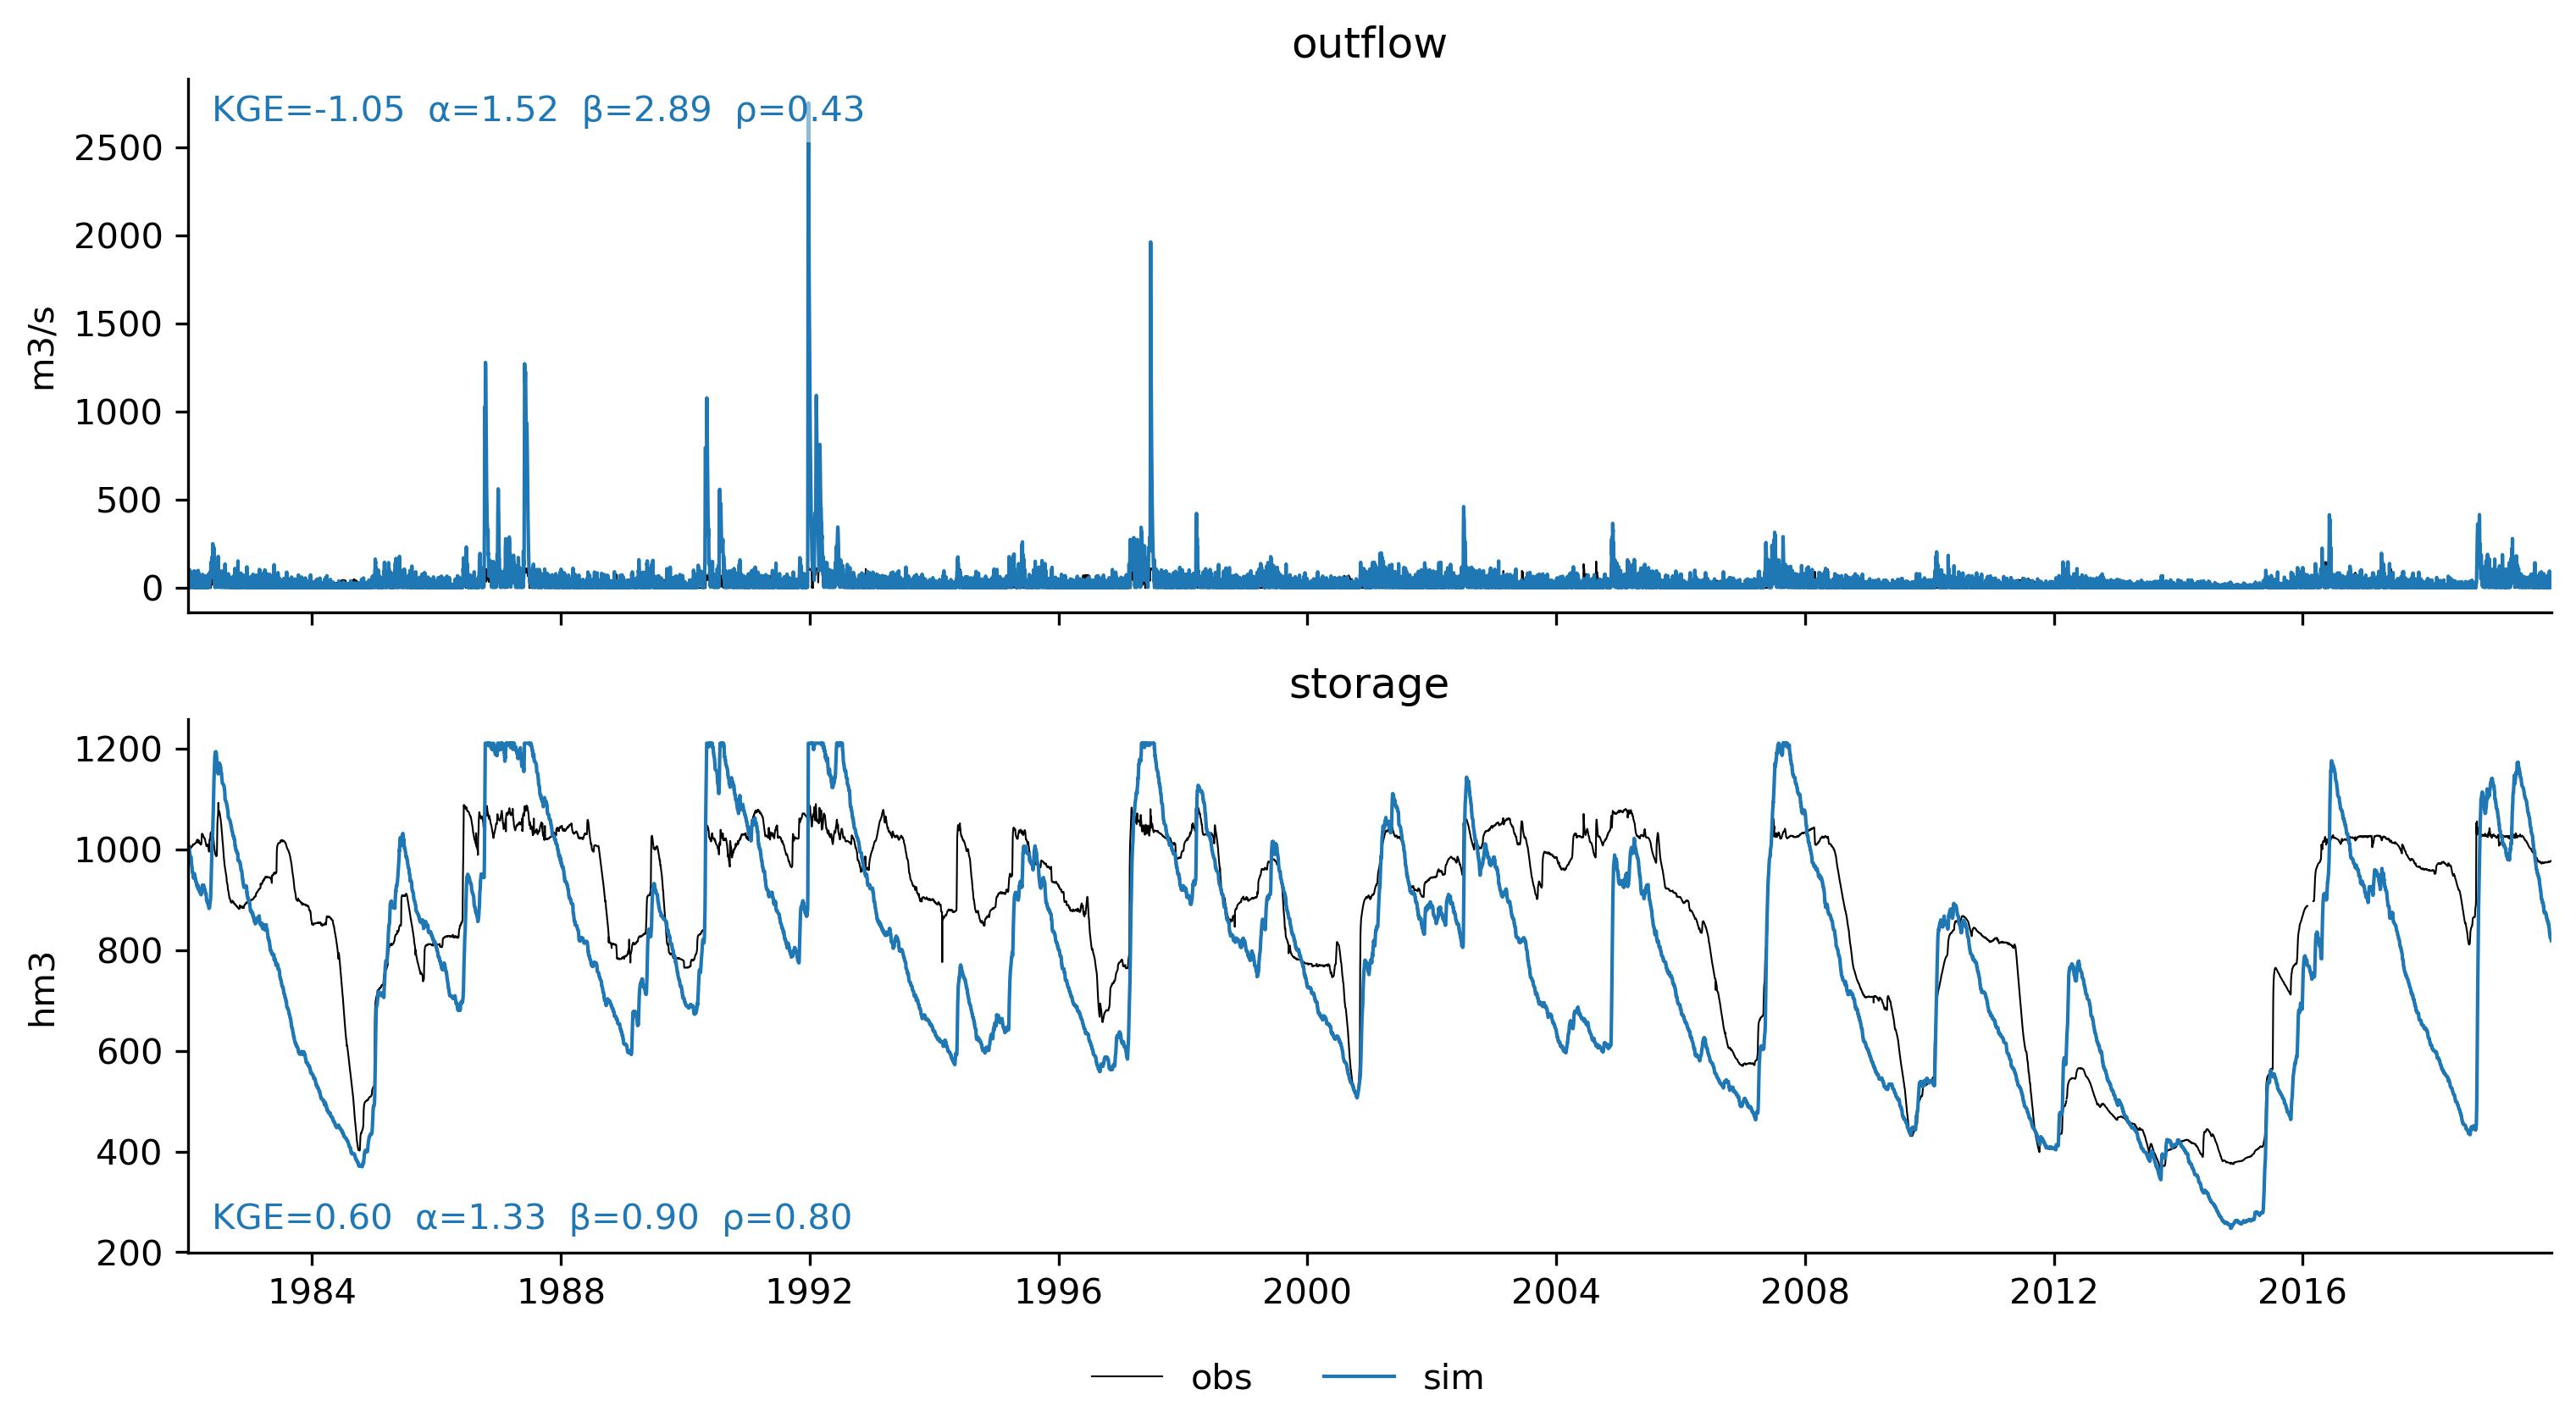 outflow
KGE=-1.05 α=1.52 β=2.89 ρ=0.43
m3/s
2500
2000
1500
1000
500
0
storage
hm3
1200
1000
800
600
400
200
KGE=0.60 α=1.33 β=0.90 ρ=0.80
1984 1988 1992 1996 2000 2004 2008 2012 2016
obs sim